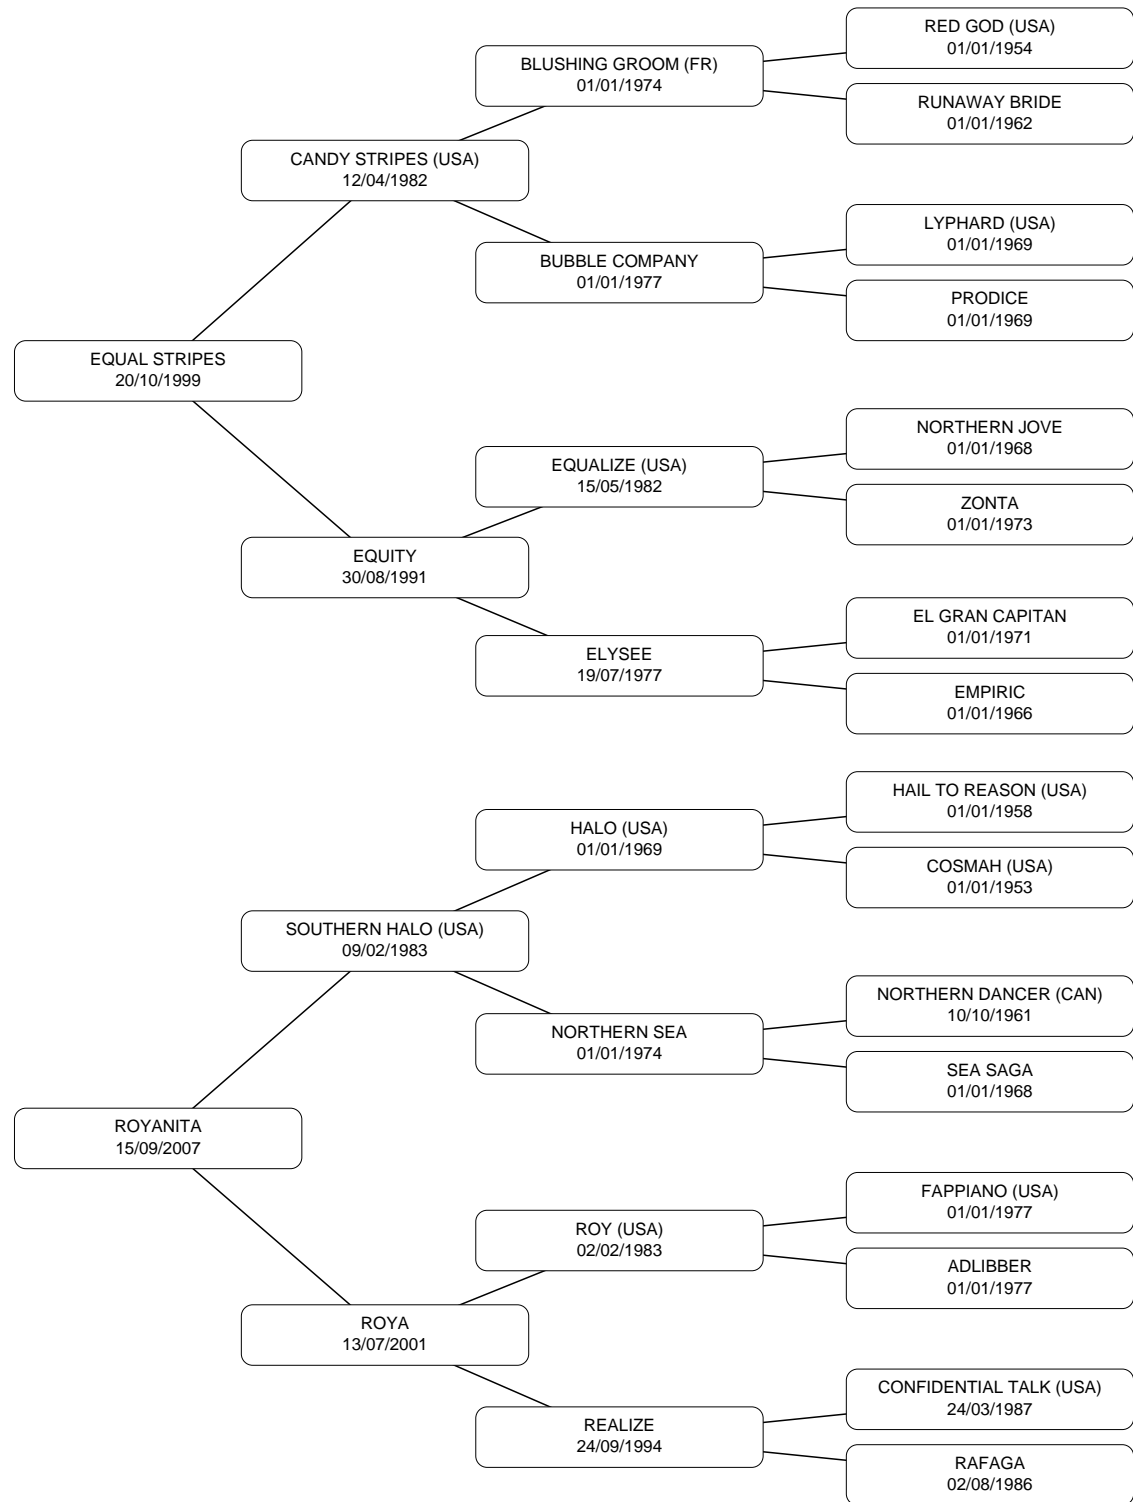 RED GOD (USA)
01/01/1954
BLUSHING GROOM (FR)
01/01/1974
RUNAWAY BRIDE
01/01/1962
CANDY STRIPES (USA)
12/04/1982
LYPHARD (USA)
01/01/1969
BUBBLE COMPANY
01/01/1977
PRODICE
01/01/1969
EQUAL STRIPES
20/10/1999
NORTHERN JOVE
01/01/1968
EQUALIZE (USA)
15/05/1982
ZONTA
01/01/1973
EQUITY
30/08/1991
EL GRAN CAPITAN
01/01/1971
ELYSEE
19/07/1977
EMPIRIC
01/01/1966
HAIL TO REASON (USA)
01/01/1958
HALO (USA)
01/01/1969
COSMAH (USA)
01/01/1953
SOUTHERN HALO (USA)
09/02/1983
NORTHERN DANCER (CAN)
10/10/1961
NORTHERN SEA
01/01/1974
SEA SAGA
01/01/1968
ROYANITA
15/09/2007
FAPPIANO (USA)
01/01/1977
ROY (USA)
02/02/1983
ADLIBBER
01/01/1977
ROYA
13/07/2001
CONFIDENTIAL TALK (USA)
24/03/1987
REALIZE
24/09/1994
RAFAGA
02/08/1986